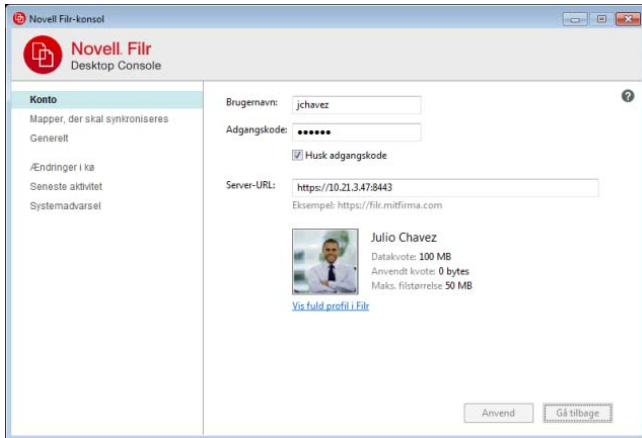 Novell Filr-konsol
Novell. Filr
Desktop Console
Konto
Mapper, der skal synkroniseres
Generelt
Ændringer i kø
Seneste aktivitet
Systemadvarsel
Brugernavn: jchavez
Adgangskode: ••••••
Husk adgangskode
Server-URL: https://10.21.3.47:8443
Eksempel: https://filr.mitfirma.com
Julio Chavez
Datakvote: 100 MB
Anvendt kvote: 0 bytes
Maks. filstørrelse 50 MB
Vis fuld profil i Filr
Anvend Gå tilbage